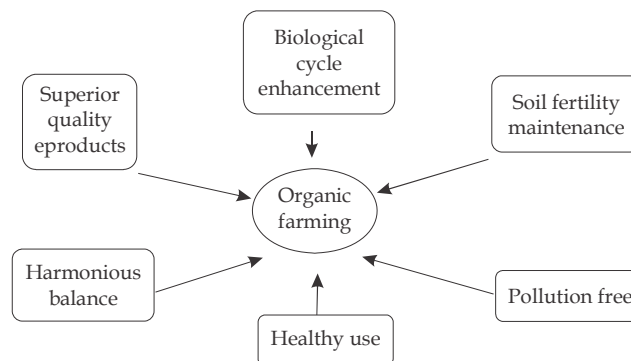 Biological
cycle
enhancement
Superior
quality
eproducts
Soil fertility
maintenance
Organic
farming
Harmonious
balance
Pollution free
Healthy use